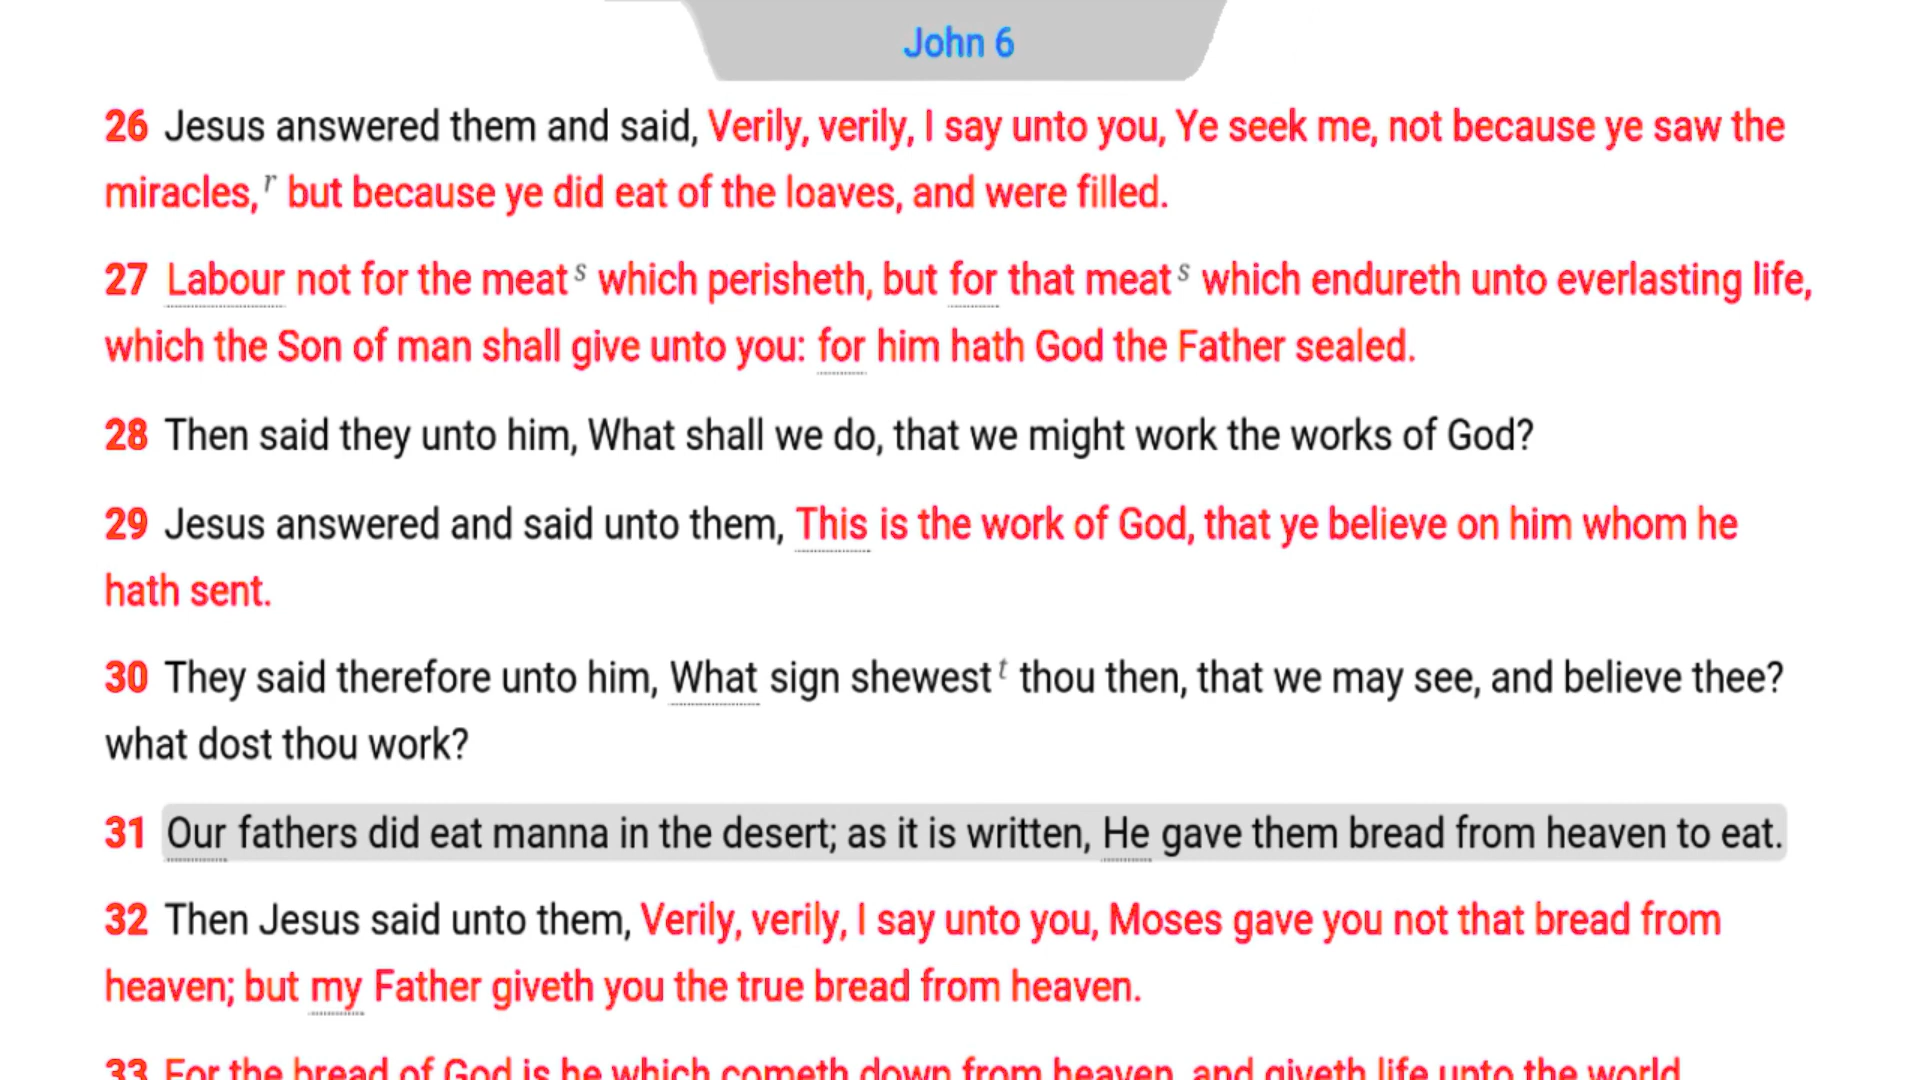 John 6
26 Jesus answered them and said, Verily, verily, I say unto you, Ye seek me, not because ye saw the
miracles, r but because ye did eat of the loaves, and were filled.
27 Labour not for the meat s which perisheth, but for that meat s which endureth unto everlasting life,
which the Son of man shall give unto you: for him hath God the Father sealed.
28 Then said they unto him, What shall we do, that we might work the works of God?
29 Jesus answered and said unto them, This is the work of God, that ye believe on him whom he
hath sent.
30 They said therefore unto him, What sign shewest t thou then, that we may see, and believe thee?
what dost thou work?
31 Our fathers did eat manna in the desert; as it is written, He gave them bread from heaven to eat.
32 Then Jesus said unto them, Verily, verily, I say unto you, Moses gave you not that bread from
heaven; but my Father giveth you the true bread from heaven.
33 For the bread of God is he which cometh down from heaven, and giveth life unto the world